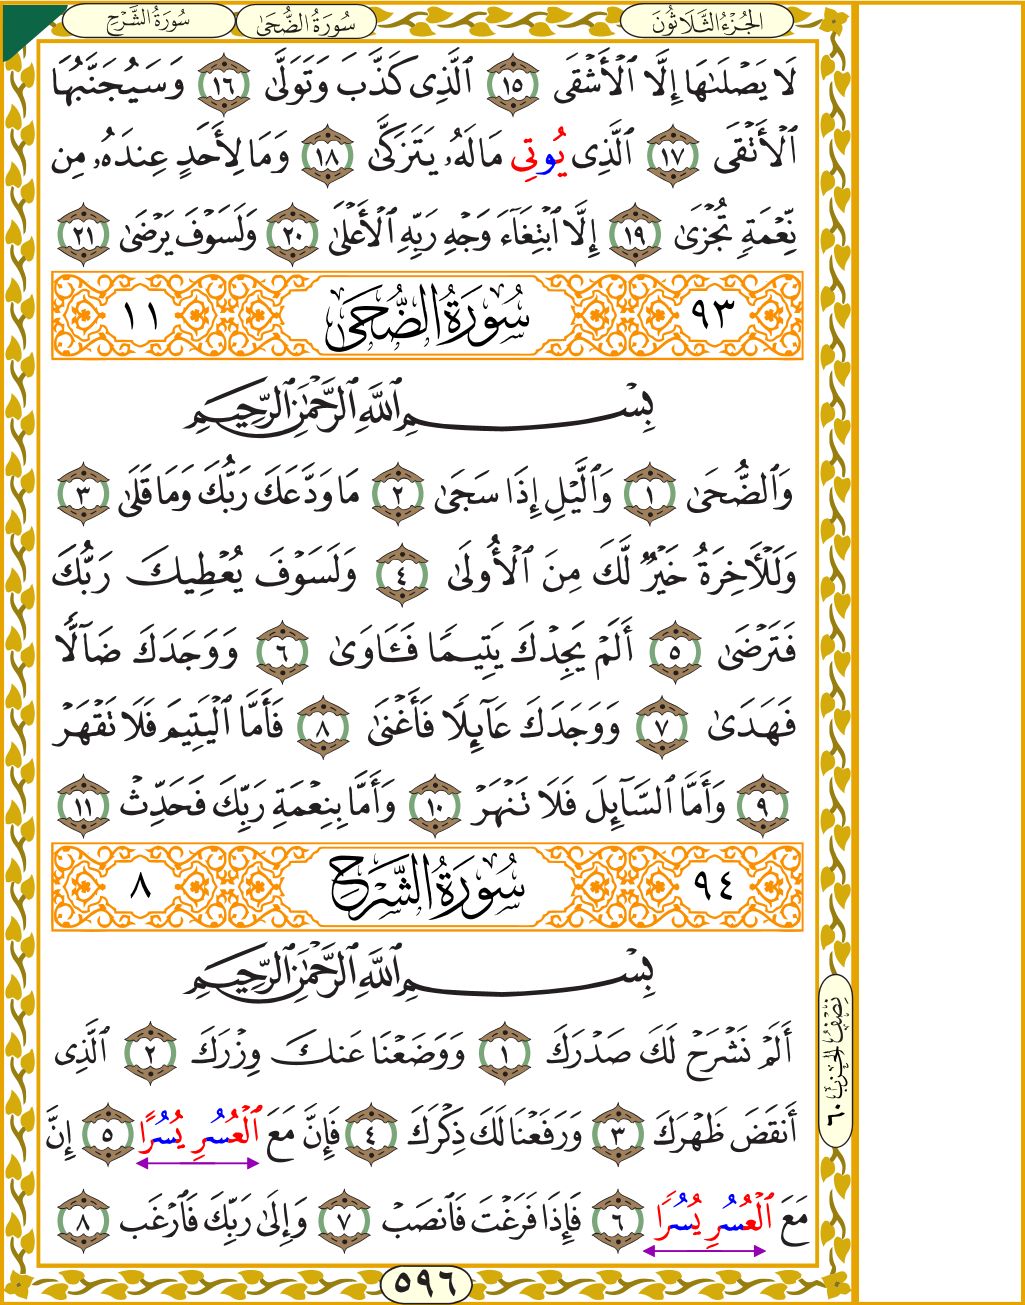 الجُزْءُ الثَّلَاثُونَ
سُورَةُ الضُّحَىٰ
سُورَةُ الشَّرْحِ
لَا يَصْلَىٰهَا إِلَّا ٱلْأَشْقَى ١٥ ٱلَّذِى كَذَّبَ وَتَوَلَّىٰ ١٦ وَسَيُجَنَّبُهَا
ٱلْأَتْقَى ١٧ ٱلَّذِى يُوتِى مَالَهُۥ يَتَزَكَّىٰ ١٨ وَمَا لِأَحَدٍ عِندَهُۥ مِن
نِّعْمَةٍ تُجْزَىٰ ١٩ إِلَّا ٱبْتِغَآءَ وَجْهِ رَبِّهِ ٱلْأَعْلَىٰ ٢٠ وَلَسَوْفَ يَرْضَىٰ ٢١
٩٣ سُورَةُ الضُّحَىٰ ١١
بِسْمِ ٱللَّهِ ٱلرَّحْمَٰنِ ٱلرَّحِيمِ
وَٱلضُّحَىٰ ١ وَٱلَّيْلِ إِذَا سَجَىٰ ٢ مَا وَدَّعَكَ رَبُّكَ وَمَا قَلَىٰ ٣
وَلَلْءَاخِرَةُ خَيْرٌ لَّكَ مِنَ ٱلْأُولَىٰ ٤ وَلَسَوْفَ يُعْطِيكَ رَبُّكَ
فَتَرْضَىٰ ٥ أَلَمْ يَجِدْكَ يَتِيمًا فَـَٔاوَىٰ ٦ وَوَجَدَكَ ضَآلًّا
فَهَدَىٰ ٧ وَوَجَدَكَ عَآئِلًا فَأَغْنَىٰ ٨ فَأَمَّا ٱلْيَتِيمَ فَلَا تَقْهَرْ
٩ وَأَمَّا ٱلسَّآئِلَ فَلَا تَنْهَرْ ١٠ وَأَمَّا بِنِعْمَةِ رَبِّكَ فَحَدِّثْ ١١
٩٤ سُورَةُ الشَّرْحِ ٨
بِسْمِ ٱللَّهِ ٱلرَّحْمَٰنِ ٱلرَّحِيمِ
أَلَمْ نَشْرَحْ لَكَ صَدْرَكَ ١ وَوَضَعْنَا عَنكَ وِزْرَكَ ٢ ٱلَّذِى
أَنقَضَ ظَهْرَكَ ٣ وَرَفَعْنَا لَكَ ذِكْرَكَ ٤ فَإِنَّ مَعَ ٱلْعُسُرِ يُسُرًا ٥ إِنَّ
مَعَ ٱلْعُسُرِ يُسُرًا ٦ فَإِذَا فَرَغْتَ فَٱنصَبْ ٧ وَإِلَىٰ رَبِّكَ فَٱرْغَب ٨
نِصْفُ الحِزْبِ ٦٠
٥٩٦